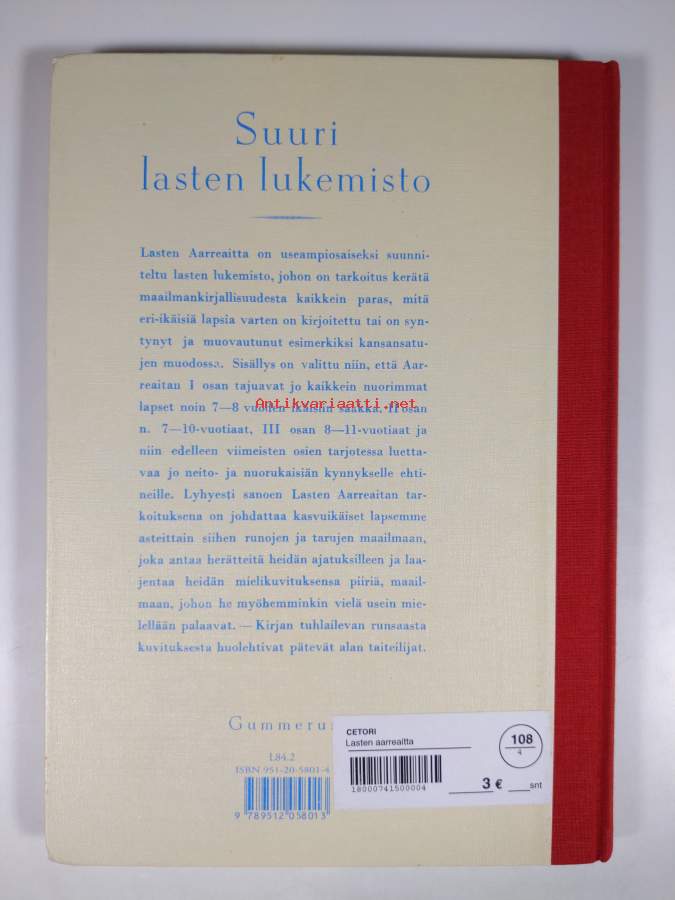 Suuri
lasten lukemisto
Lasten Aarreaitta on useampiosaiseksi suunni-
teltu lasten lukemisto, johon on tarkoitus kerätä
maailmankirjallisuudesta kaikkein paras, mitä
eri-ikäisiä lapsia varten on kirjoitettu tai on syn-
tynyt ja muovautunut esimerkiksi kansansatu-
jen muodossa. Sisällys on valittu niin, että Aar-
reaitan I osan tajuavat jo kaikkein nuorimmat
lapset noin 7—8 vuoden ikäisiin saakka, II osan
Antikvariaatti.net
n. 7—10-vuotiaat, III osan 8—11-vuotiaat ja
niin edelleen viimeisten osien tarjotessa luetta-
vaa jo neito- ja nuorukaisiän kynnykselle ehti-
neille. Lyhyesti sanoen Lasten Aarreaitan tar-
koituksena on johdattaa kasvuikäiset lapsemme
asteittain siihen runojen ja tarujen maailmaan,
joka antaa herätteitä heidän ajatuksilleen ja laa-
jentaa heidän mielikuvituksensa piiriä, maail-
maan, johon he myöhemminkin vielä usein mie-
lellään palaavat. — Kirjan tuhlailevan runsaasta
kuvituksesta huolehtivat pätevät alan taiteilijat.
Gummeru
L84.2
ISBN 951-20-5801-4
9 789512 058013
CETORI
Lasten aarreaitta
108
4
18000741500004
3 € snt